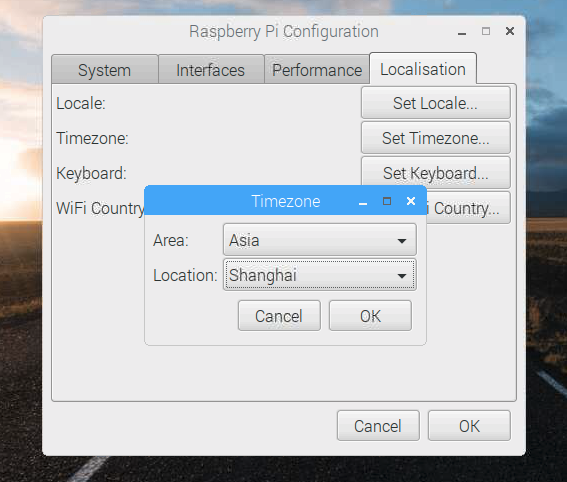 Raspberry Pi Configuration
System Interfaces Performance Localisation
Locale: Set Locale...
Timezone: Set Timezone...
Keyboard: Set Keyboard...
WiFi Country Country...
Timezone
Area: Asia
Location: Shanghai
Cancel OK
Cancel OK